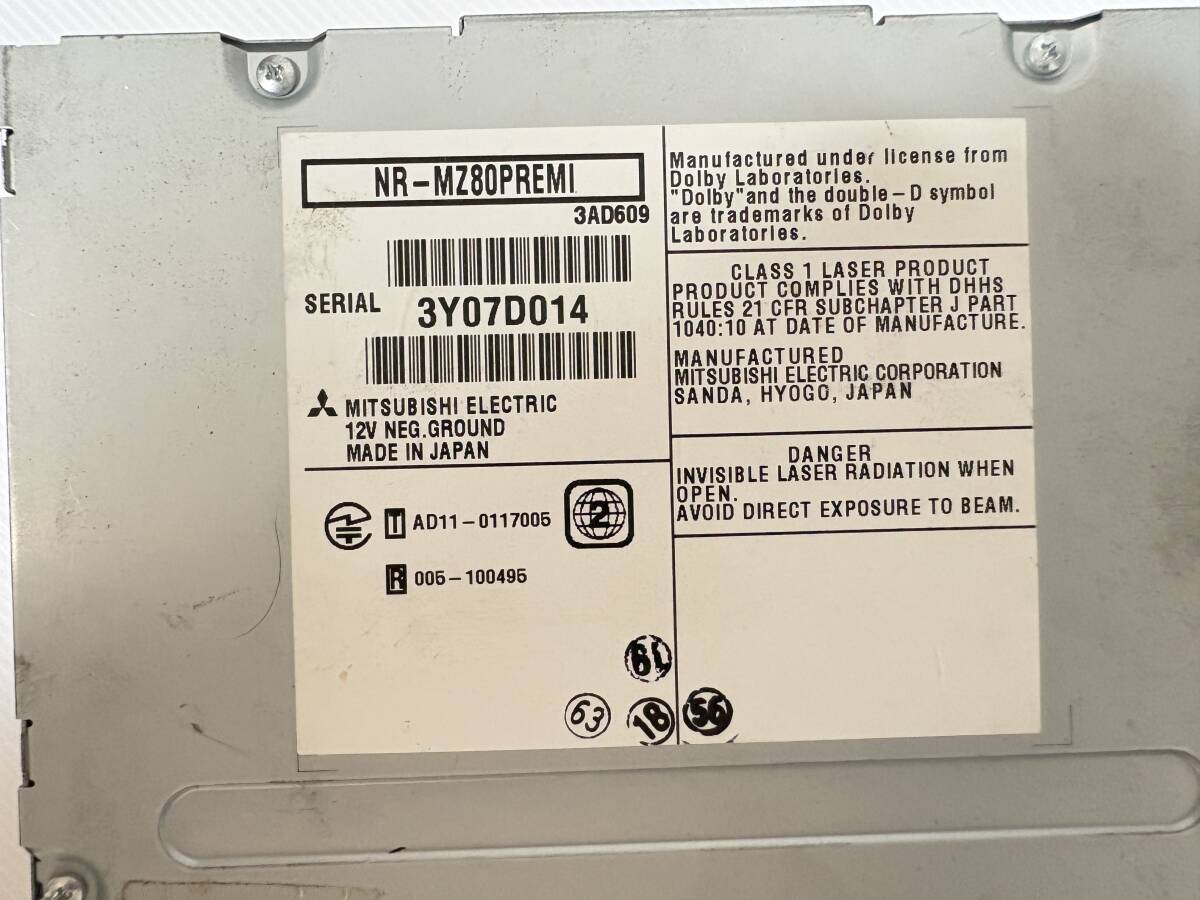 NR-MZ80PREMI
3AD609
SERIAL 3Y07D014
MITSUBISHI ELECTRIC
12V NEG.GROUND
MADE IN JAPAN
T AD11-0117005
2
R 005-100495
Manufactured under license from
Dolby Laboratories.
"Dolby"and the double-D symbol
are trademarks of Dolby
Laboratories.
CLASS 1 LASER PRODUCT
PRODUCT COMPLIES WITH DHHS
RULES 21 CFR SUBCHAPTER J PART
1040:10 AT DATE OF MANUFACTURE.
MANUFACTURED
MITSUBISHI ELECTRIC CORPORATION
SANDA, HYOGO, JAPAN
DANGER
INVISIBLE LASER RADIATION WHEN
OPEN.
AVOID DIRECT EXPOSURE TO BEAM.
63
18
56